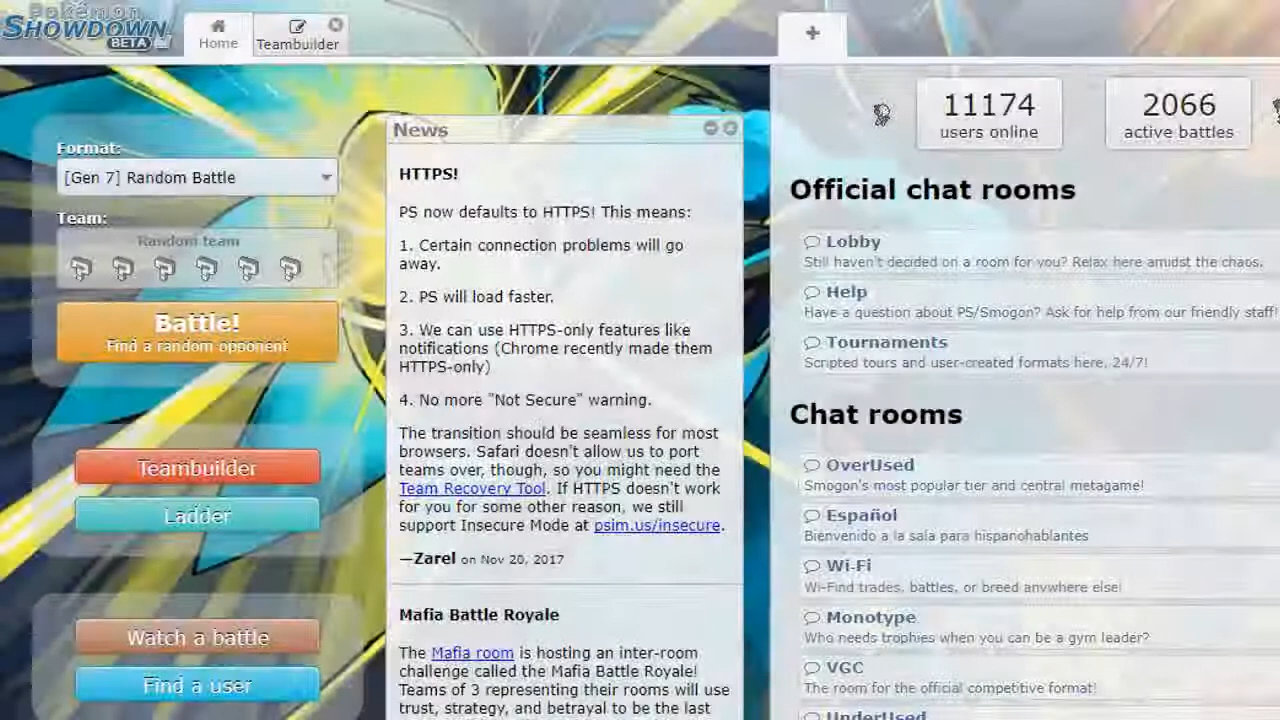 Pokémon
SHOWDOWN
BETA
Home
Teambuilder
Format:
[Gen 7] Random Battle
Team:
Random team
Battle!
Find a random opponent
Teambuilder
Ladder
Watch a battle
Find a user
News
HTTPS!
PS now defaults to HTTPS! This means:
1. Certain connection problems will go
away.
2. PS will load faster.
3. We can use HTTPS-only features like
notifications (Chrome recently made them
HTTPS-only)
4. No more "Not Secure" warning.
The transition should be seamless for most
browsers. Safari doesn't allow us to port
teams over, though, so you might need the
Team Recovery Tool. If HTTPS doesn't work
for you for some other reason, we still
support Insecure Mode at psim.us/insecure.
—Zarel on Nov 20, 2017
Mafia Battle Royale
The Mafia room is hosting an inter-room
challenge called the Mafia Battle Royale!
Teams of 3 representing their rooms will use
trust, strategy, and betrayal to be the last
11174
users online
2066
active battles
Official chat rooms
Lobby
Still haven't decided on a room for you? Relax here amidst the chaos.
Help
Have a question about PS/Smogon? Ask for help from our friendly staff!
Tournaments
Scripted tours and user-created formats here, 24/7!
Chat rooms
OverUsed
Smogon's most popular tier and central metagame!
Español
Bienvenido a la sala para hispanohablantes
Wi-Fi
Wi-Find trades, battles, or breed anywhere else!
Monotype
Who needs trophies when you can be a gym leader?
VGC
The room for the official competitive format!
UnderUsed